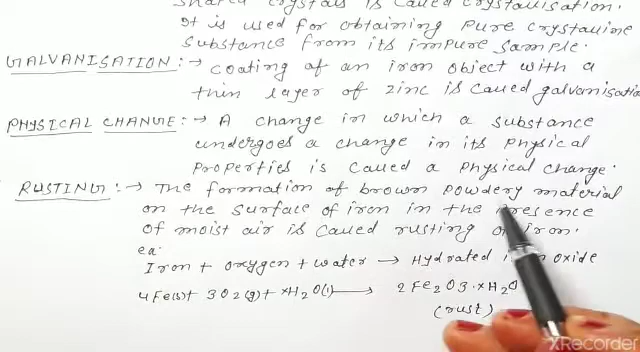 shaped crystals is called crystallisation.
It is used for obtaining pure crystalline
substance from its impure sample.
GALVANISATION :→ coating of an iron object with a
thin layer of zinc is called galvanisation
PHYSICAL CHANGE :→ A change in which a substance
undergoes a change in its physical
properties is called a physical change.
RUSTING :→ The formation of brown powdery material
on the surface of iron in the presence
of moist air is called rusting of iron.
eg:
Iron + oxygen + water → Hydrated oxide
4Fe(s) + 3O2(g) + xH2O(l) → 2Fe2O3.xH2O
(rust)
XRecorder